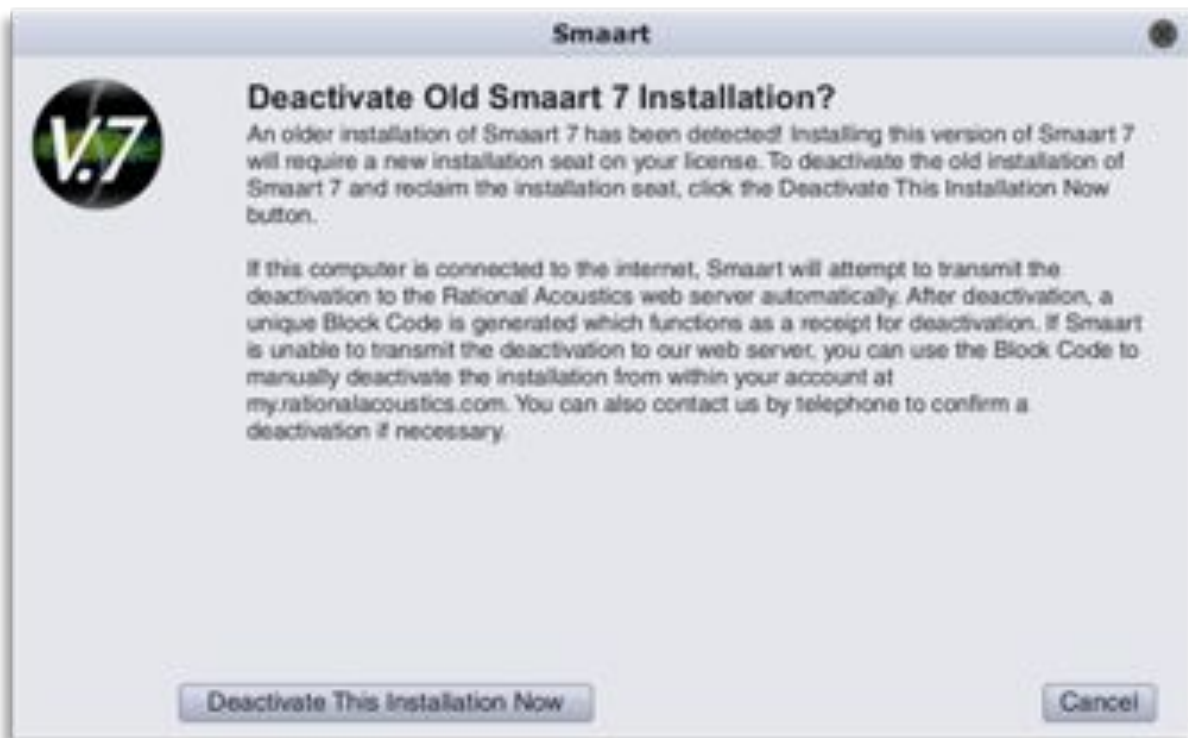 Smaart
V.7
Deactivate Old Smaart 7 Installation?
An older installation of Smaart 7 has been detected! Installing this version of Smaart 7
will require a new installation seat on your license. To deactivate the old installation of
Smaart 7 and reclaim the installation seat, click the Deactivate This Installation Now
button.
If this computer is connected to the internet, Smaart will attempt to transmit the
deactivation to the Rational Acoustics web server automatically. After deactivation, a
unique Block Code is generated which functions as a receipt for deactivation. If Smaart
is unable to transmit the deactivation to our web server, you can use the Block Code to
manually deactivate the installation from within your account at
my.rationalacoustics.com. You can also contact us by telephone to confirm a
deactivation if necessary.
Deactivate This Installation Now
Cancel